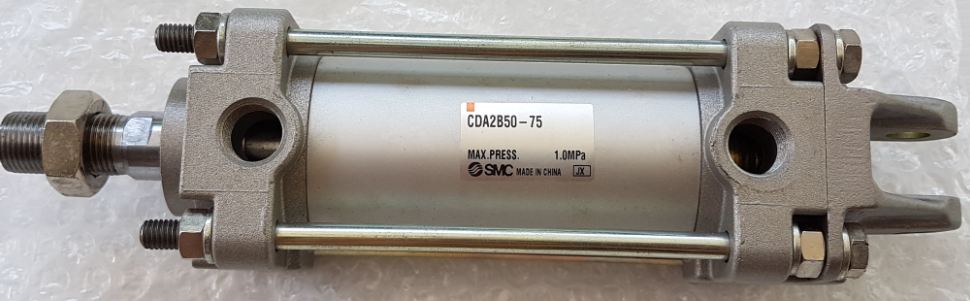 CDA2B50-75
MAX.PRESS. 1.0MPa
SMC MADE IN CHINA JX